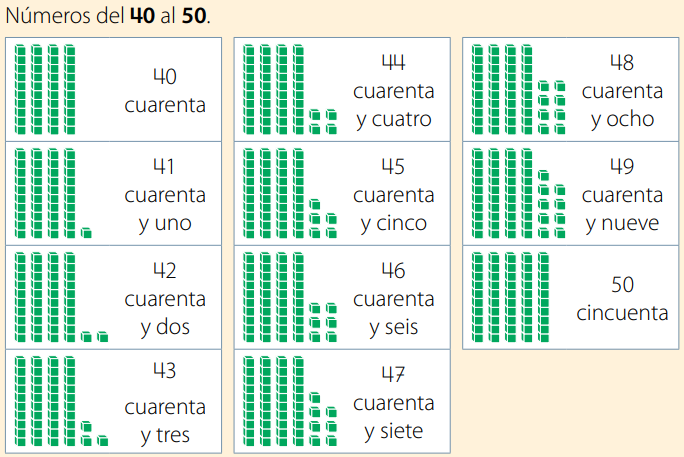 Números del 40 al 50.
40
cuarenta
41
cuarenta
y uno
42
cuarenta
y dos
43
cuarenta
y tres
44
cuarenta
y cuatro
45
cuarenta
y cinco
46
cuarenta
y seis
47
cuarenta
y siete
48
cuarenta
y ocho
49
cuarenta
y nueve
50
cincuenta